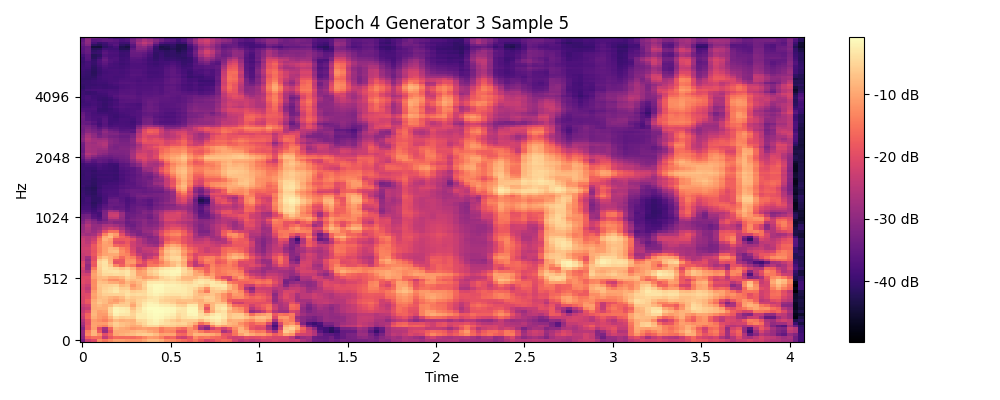 Epoch 4 Generator 3 Sample 5
Hz
4096
2048
1024
512
0
0 0.5 1 1.5 2 2.5 3 3.5 4
Time
-10 dB
-20 dB
-30 dB
-40 dB